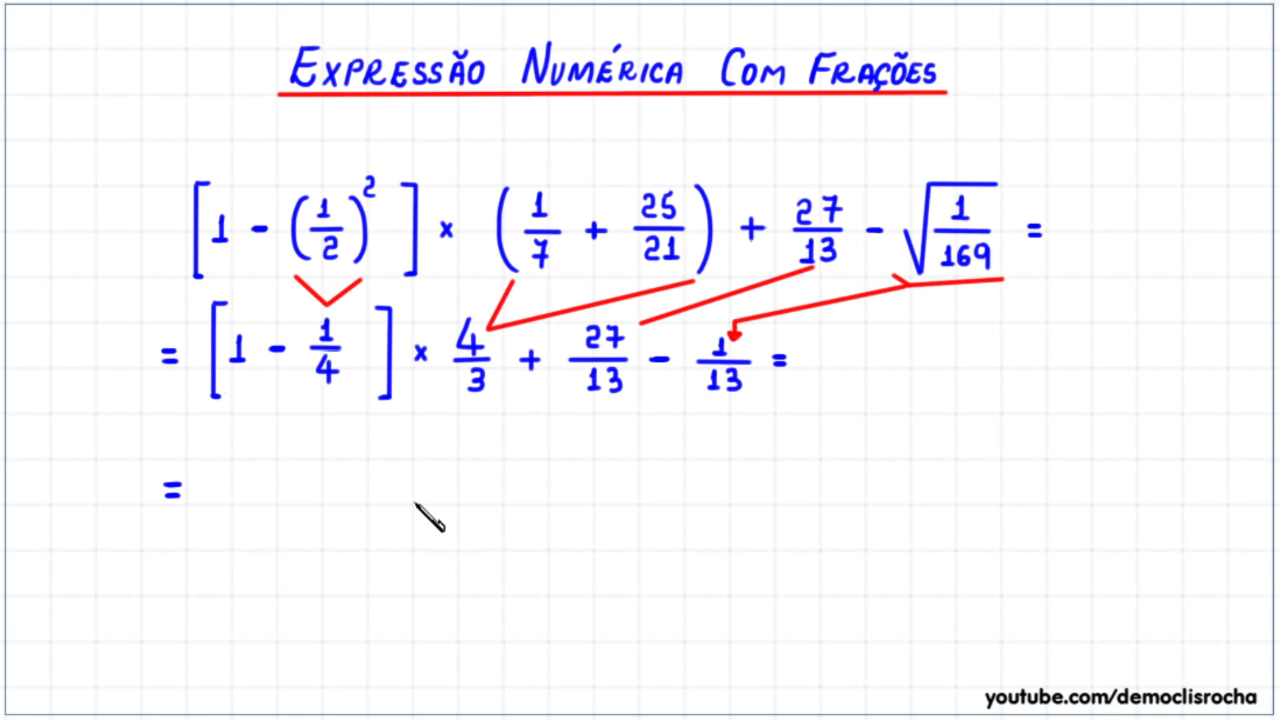 EXPRESSÃO NUMÉRICA COM FRAÇÕES
[1 - (1/2)²] × (1/7 + 25/21) + 27/13 - √(1/169) =
= [1 - 1/4] × 4/3 + 27/13 - 1/13 =
=
youtube.com/democlisrocha